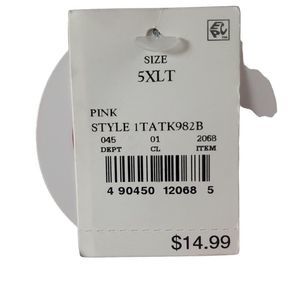 SIZE
5XLT
PINK
STYLE 1TATK982B
045 01 2068
DEPT CL ITEM
4 90450 12068 5
$14.99